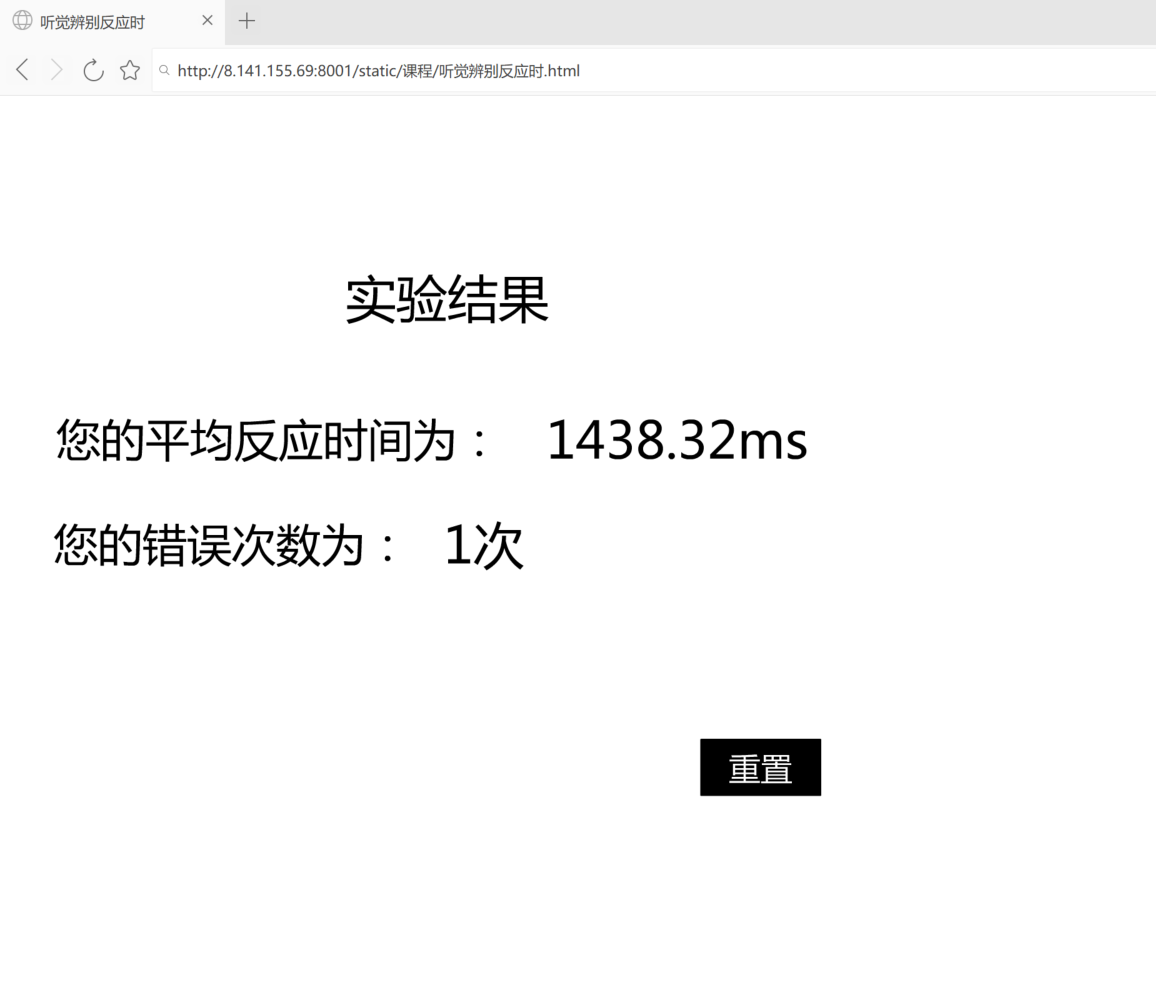 听觉辨别反应时
http://8.141.155.69:8001/static/课程/听觉辨别反应时.html
实验结果
您的平均反应时间为： 1438.32ms
您的错误次数为： 1次
重置